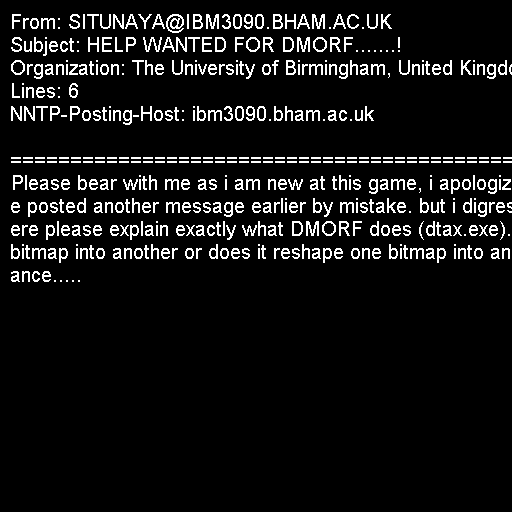 From: SITUNAYA@IBM3090.BHAM.AC.UK
Subject: HELP WANTED FOR DMORF.......!
Organization: The University of Birmingham, United Kingdo
Lines: 6
NNTP-Posting-Host: ibm3090.bham.ac.uk

==========================================
Please bear with me as i am new at this game, i apologiz
e posted another message earlier by mistake. but i digres
ere please explain exactly what DMORF does (dtax.exe).
bitmap into another or does it reshape one bitmap into an
ance.....